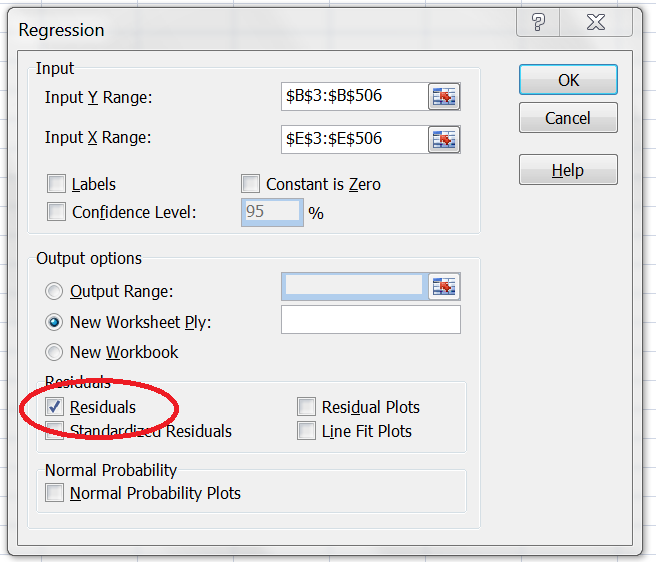 Regression
?
Input
Input Y Range: $B$3:$B$506
Input X Range: $E$3:$E$506
Labels Constant is Zero
Confidence Level: 95 %
OK
Cancel
Help
Output options
Output Range:
New Worksheet Ply:
New Workbook
Residuals
Residuals Residual Plots
Standardized Residuals Line Fit Plots
Normal Probability
Normal Probability Plots